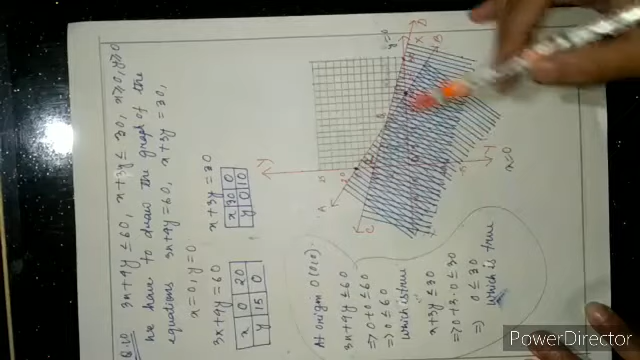 Q.10 3x+4y ≤ 60, x+3y ≤ 30, x≥0, y≥0
we have to draw the graph of the
equations 3x+4y=60, x+3y = 30,
x = 0, y = 0
3x+4y = 60
x 0 20
y 15 0
x+3y = 30
x 30 0
y 0 10
At origin O(0,0).
3x+4y ≤ 60
⇒ 0+0 ≤ 60
⇒ 0 ≤ 60
which is true
x+3y ≤ 30
⇒ 0+3.0 ≤ 30
⇒ 0 ≤ 30
which is true
y=0
x=0
A
B
C
D
X
PowerDirector